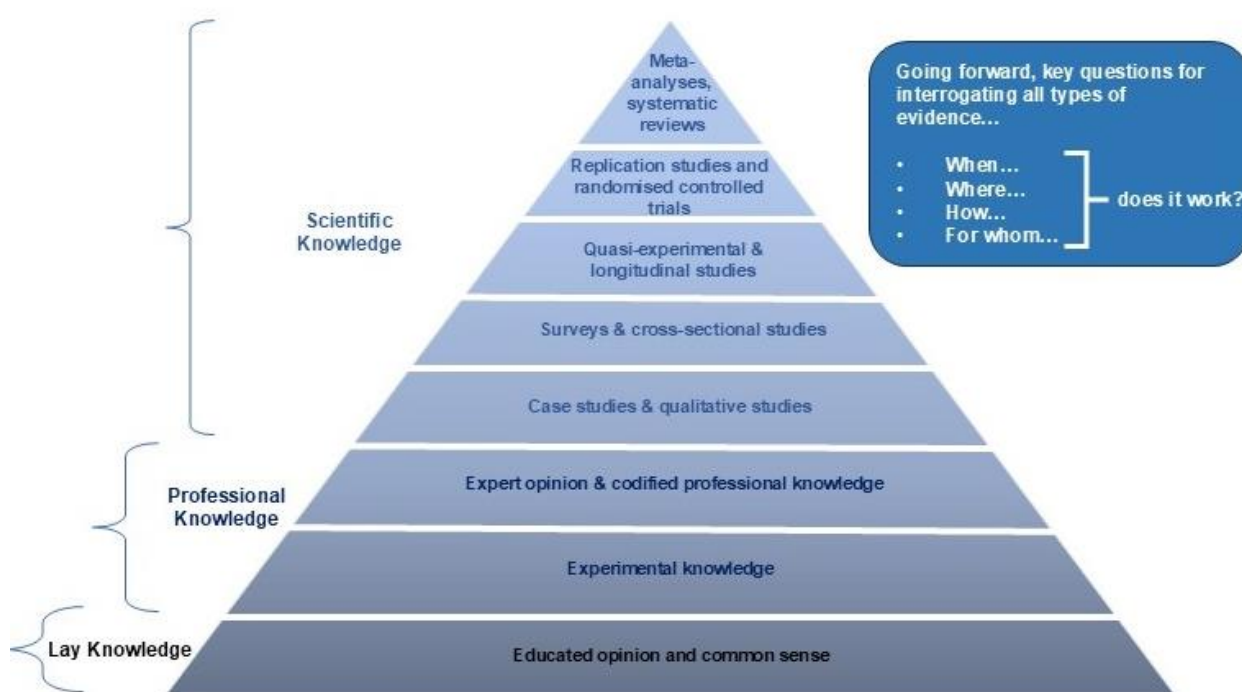 Meta-
analyses,
systematic
reviews
Replication studies and
randomised controlled
trials
Quasi-experimental &
longitudinal studies
Surveys & cross-sectional studies
Case studies & qualitative studies
Expert opinion & codified professional knowledge
Experimental knowledge
Educated opinion and common sense
Scientific
Knowledge
Professional
Knowledge
Lay Knowledge
Going forward, key questions for
interrogating all types of
evidence...
• When...
• Where...
• How...
• For whom...
does it work?